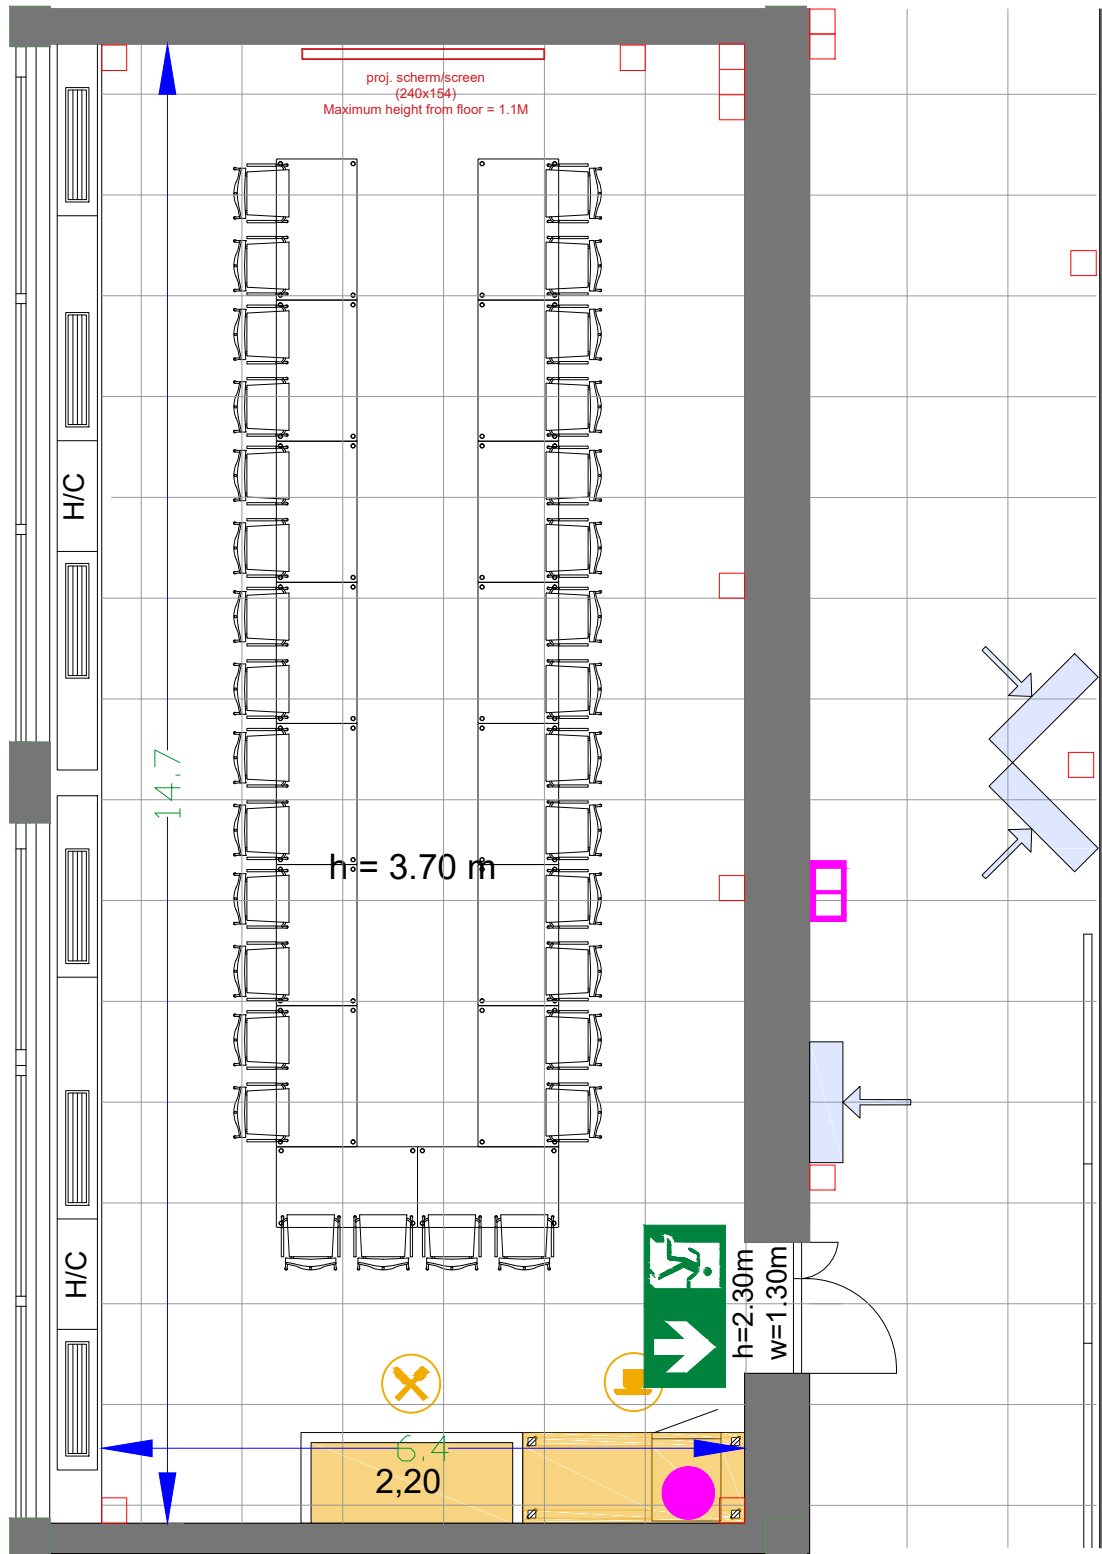 proj. scherm/screen
(240x154)
Maximum height from floor = 1.1M
H/C
14.7
h = 3.70 m
H/C
h=2.30m
w=1.30m
6.4
2,20